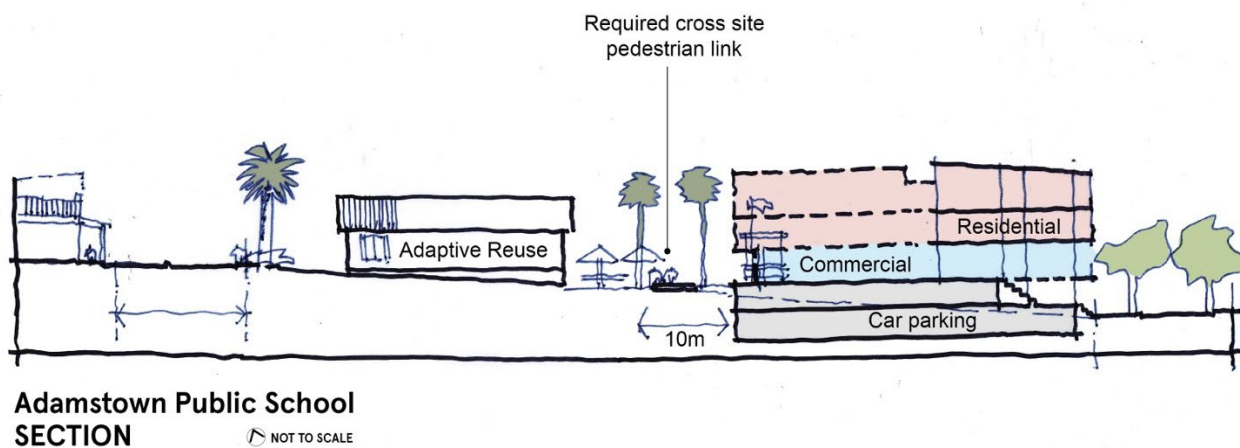 Required cross site
pedestrian link
Adaptive Reuse
Residential
Commercial
Car parking
10m
Adamstown Public School
SECTION
NOT TO SCALE